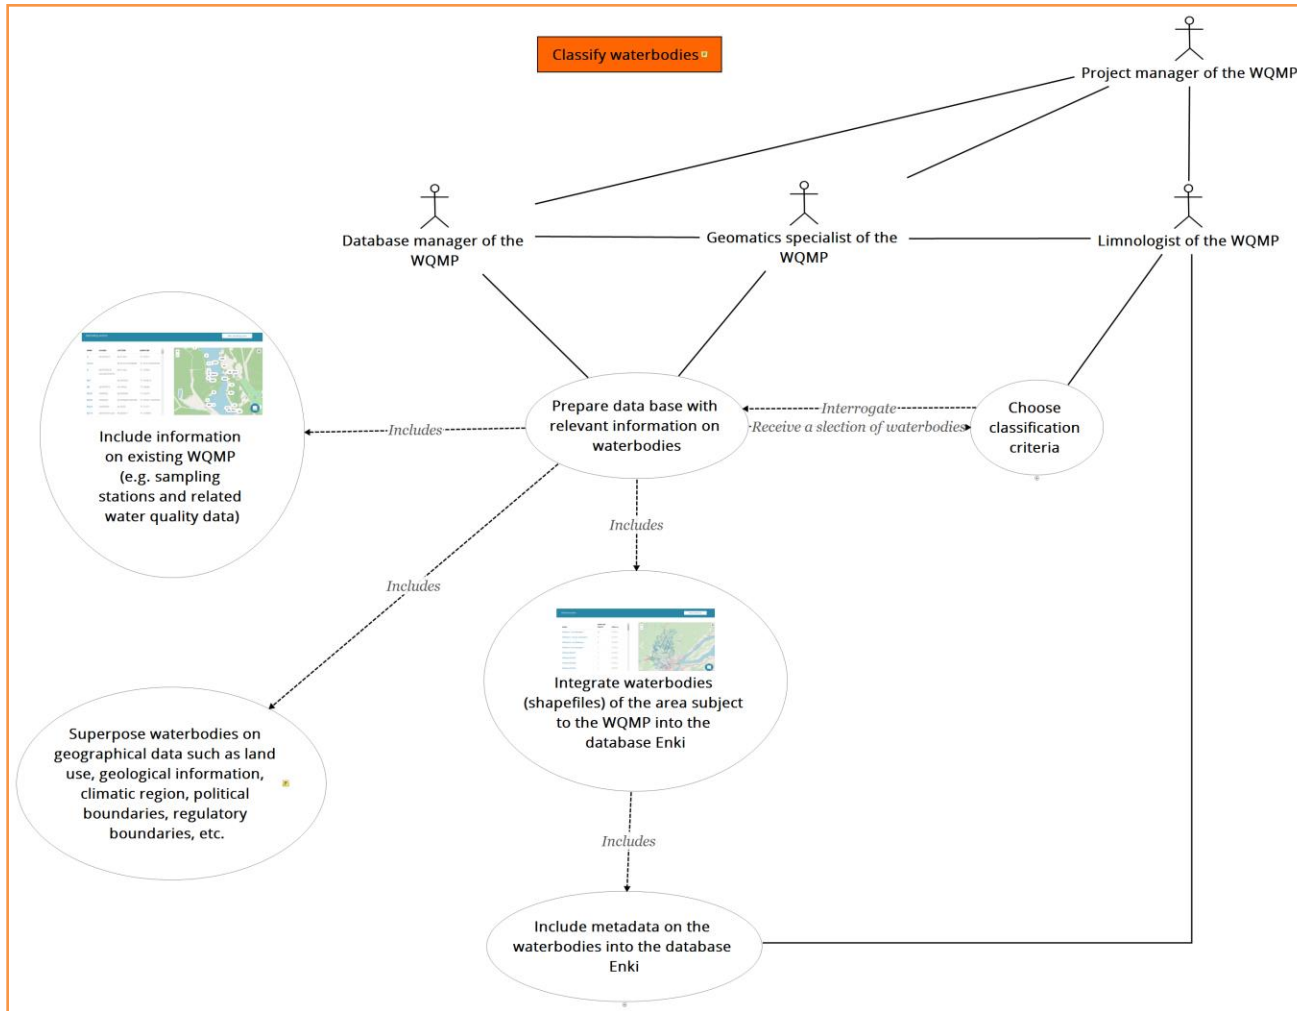 Classify waterbodies
Project manager of the WQMP
Database manager of the
WQMP
Geomatics specialist of the
WQMP
Limnologist of the WQMP
Include information
on existing WQMP
(e.g. sampling
stations and related
water quality data)
Includes
Prepare data base with
relevant information on
waterbodies
Interrogate
Receive a slection of waterbodies
Choose
classification
criteria
Includes
Includes
Integrate waterbodies
(shapefiles) of the area subject
to the WQMP into the
database Enki
Superpose waterbodies on
geographical data such as land
use, geological information,
climatic region, political
boundaries, regulatory
boundaries, etc.
Includes
Include metadata on the
waterbodies into the database
Enki